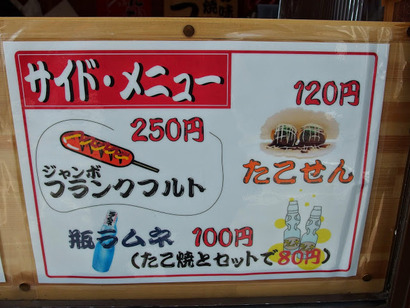 サイド・メニュー
120円
250円
たこせん
ジャンボ
フランクフルト
瓶ラムネ 100円
(たこ焼とセットで80円)